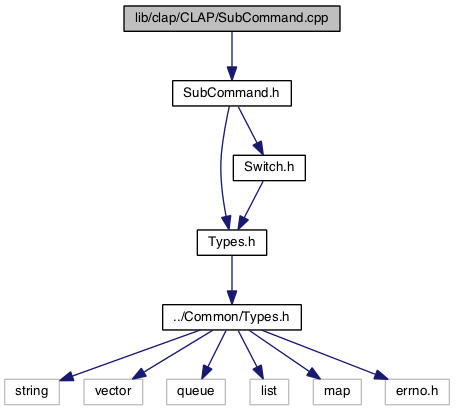 lib/clap/CLAP/SubCommand.cpp
SubCommand.h
Switch.h
Types.h
../Common/Types.h
string
vector
queue
list
map
errno.h